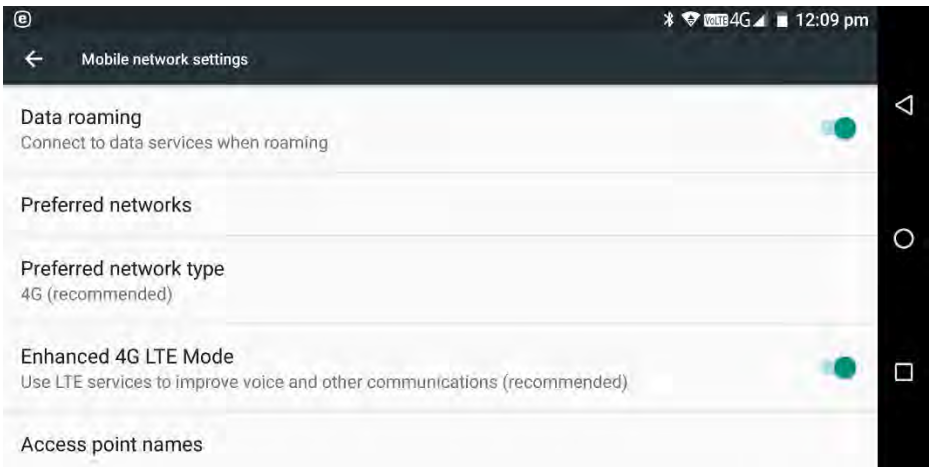 e
VoLTE 4G 12:09 pm
Mobile network settings
Data roaming
Connect to data services when roaming
Preferred networks
Preferred network type
4G (recommended)
Enhanced 4G LTE Mode
Use LTE services to improve voice and other communications (recommended)
Access point names